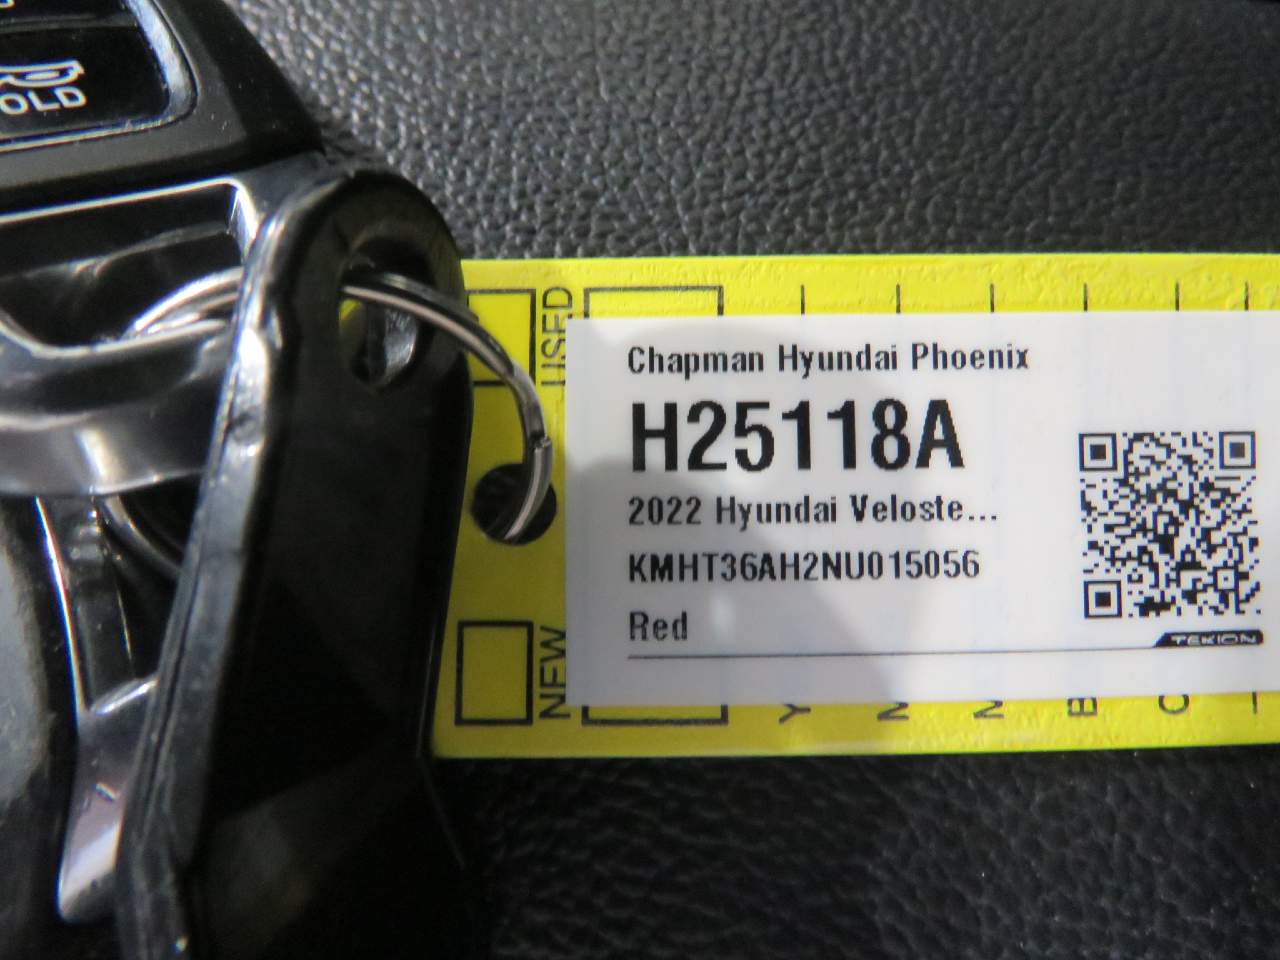 OLD
USED
Chapman Hyundai Phoenix
H25118A
2022 Hyundai Veloste...
KMHT36AH2NU015056
Red
TEKION
NEW
Y
B